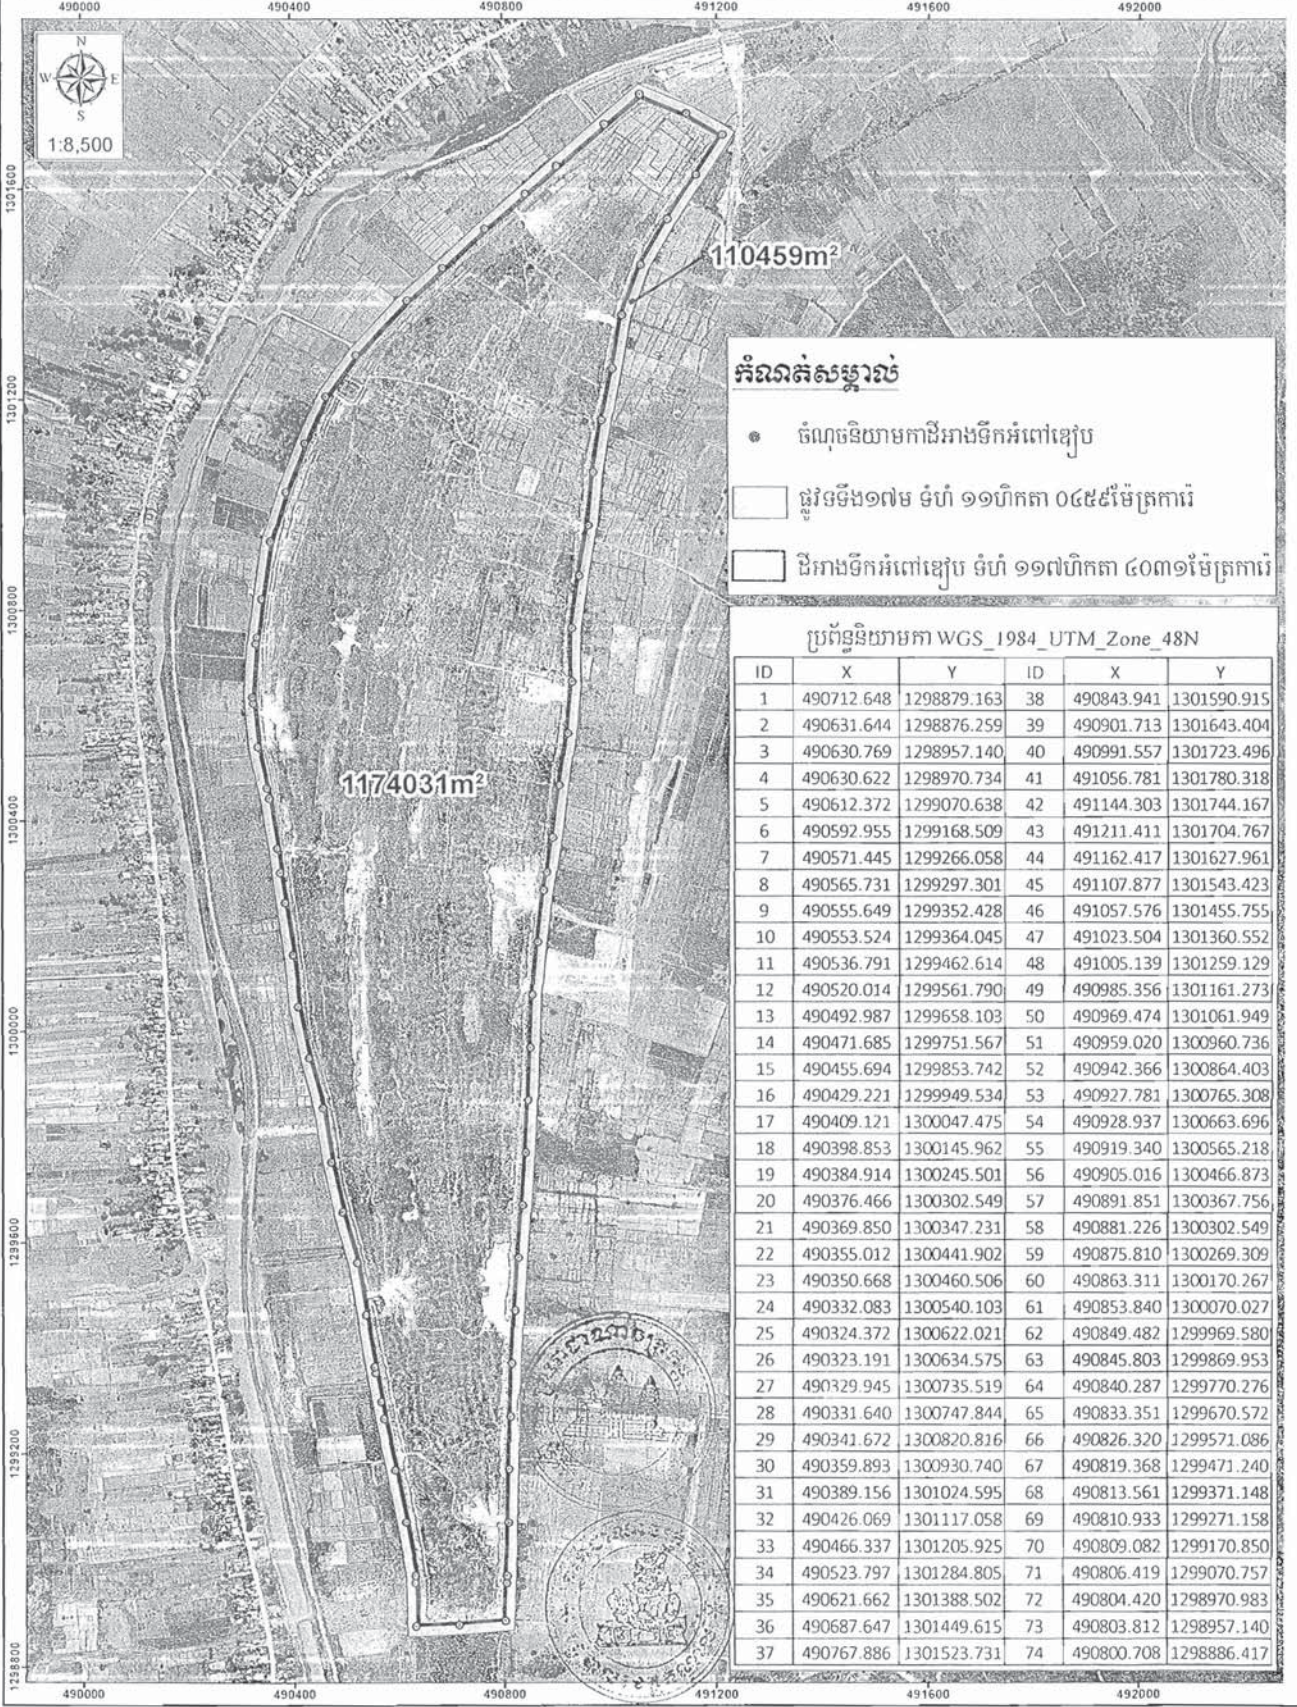 490000 490400 490800 491200 491600 492000
N
W E
S
1:8,500
1301600
1301200
1300800
1300400
1300000
1299600
1299200
1298800
110459m²
1174031m²
កំណត់សម្គាល់
ចំណុចនិយាមកាដីអាងទឹកអំពៅឌៀប
ផ្លូវទទឹង១៧ម ទំហំ ១១ហិកតា ០៤៥៩ម៉ែត្រការ៉េ
ដីអាងទឹកអំពៅឌៀប ទំហំ ១១៧ហិកតា ៤០៣១ម៉ែត្រការ៉េ
ប្រព័ន្ធនិយាមកា WGS_1984_UTM_Zone_48N
ID X Y ID X Y
1 490712.648 1298879.163 38 490843.941 1301590.915
2 490631.644 1298876.259 39 490901.713 1301643.404
3 490630.769 1298957.140 40 490991.557 1301723.496
4 490630.622 1298970.734 41 491056.781 1301780.318
5 490612.372 1299070.638 42 491144.303 1301744.167
6 490592.955 1299168.509 43 491211.411 1301704.767
7 490571.445 1299266.058 44 491162.417 1301627.961
8 490565.731 1299297.301 45 491107.877 1301543.423
9 490555.649 1299352.428 46 491057.576 1301455.755
10 490553.524 1299364.045 47 491023.504 1301360.552
11 490536.791 1299462.614 48 491005.139 1301259.129
12 490520.014 1299561.790 49 490985.356 1301161.273
13 490492.987 1299658.103 50 490969.474 1301061.949
14 490471.685 1299751.567 51 490959.020 1300960.736
15 490455.694 1299853.742 52 490942.366 1300864.403
16 490429.221 1299949.534 53 490927.781 1300765.308
17 490409.121 1300047.475 54 490928.937 1300663.696
18 490398.853 1300145.962 55 490919.340 1300565.218
19 490384.914 1300245.501 56 490905.016 1300466.873
20 490376.466 1300302.549 57 490891.851 1300367.756
21 490369.850 1300347.231 58 490881.226 1300302.549
22 490355.012 1300441.902 59 490875.810 1300269.309
23 490350.668 1300460.506 60 490863.311 1300170.267
24 490332.083 1300540.103 61 490853.840 1300070.027
25 490324.372 1300622.021 62 490849.482 1299969.580
26 490323.191 1300634.575 63 490845.803 1299869.953
27 490329.945 1300735.519 64 490840.287 1299770.276
28 490331.640 1300747.844 65 490833.351 1299670.572
29 490341.672 1300820.816 66 490826.320 1299571.086
30 490359.893 1300930.740 67 490819.368 1299471.240
31 490389.156 1301024.595 68 490813.561 1299371.148
32 490426.069 1301117.058 69 490810.933 1299271.158
33 490466.337 1301205.925 70 490809.082 1299170.850
34 490523.797 1301284.805 71 490806.419 1299070.757
35 490621.662 1301388.502 72 490804.420 1298970.983
36 490687.647 1301449.615 73 490803.812 1298957.140
37 490767.886 1301523.731 74 490800.708 1298886.417
490000 490400 490800 491200 491600 492000